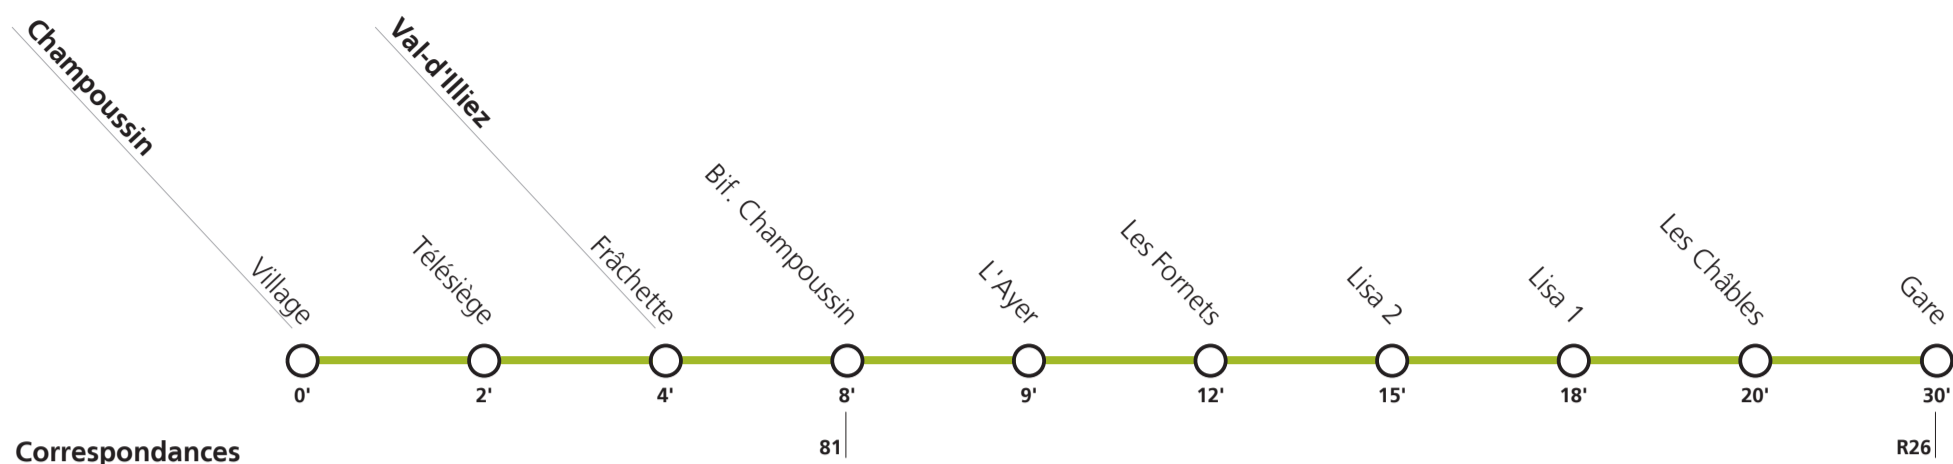 Champoussin
Village
Télésiège
Val-d'Illiez
Frâchette
Bif. Champoussin
L'Ayer
Les Fornets
Lisa 2
Lisa 1
Les Châbles
Gare
0' 2' 4' 8' 9' 12' 15' 18' 20' 30'
Correspondances 81 R26